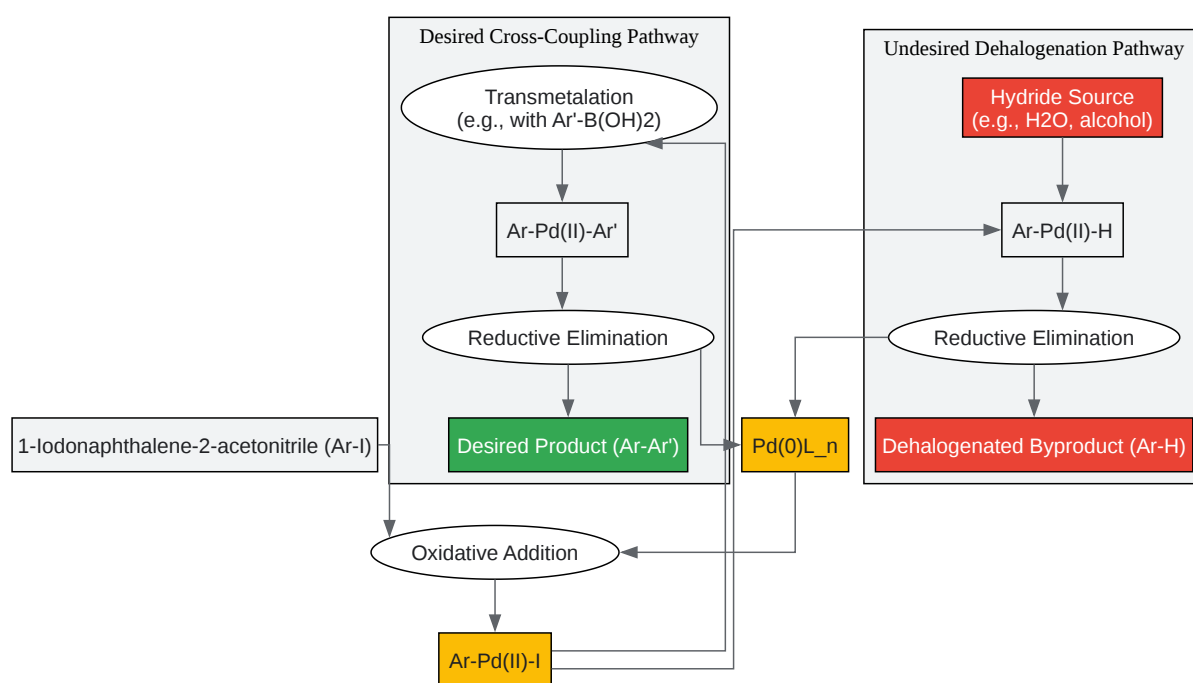 Desired Cross-Coupling Pathway
Transmetalation
(e.g., with Ar'-B(OH)2)
Ar-Pd(II)-Ar'
Reductive Elimination
Desired Product (Ar-Ar')
Undesired Dehalogenation Pathway
Hydride Source
(e.g., H2O, alcohol)
Ar-Pd(II)-H
Reductive Elimination
Dehalogenated Byproduct (Ar-H)
1-Iodonaphthalene-2-acetonitrile (Ar-I)
Pd(0)L_n
Oxidative Addition
Ar-Pd(II)-I